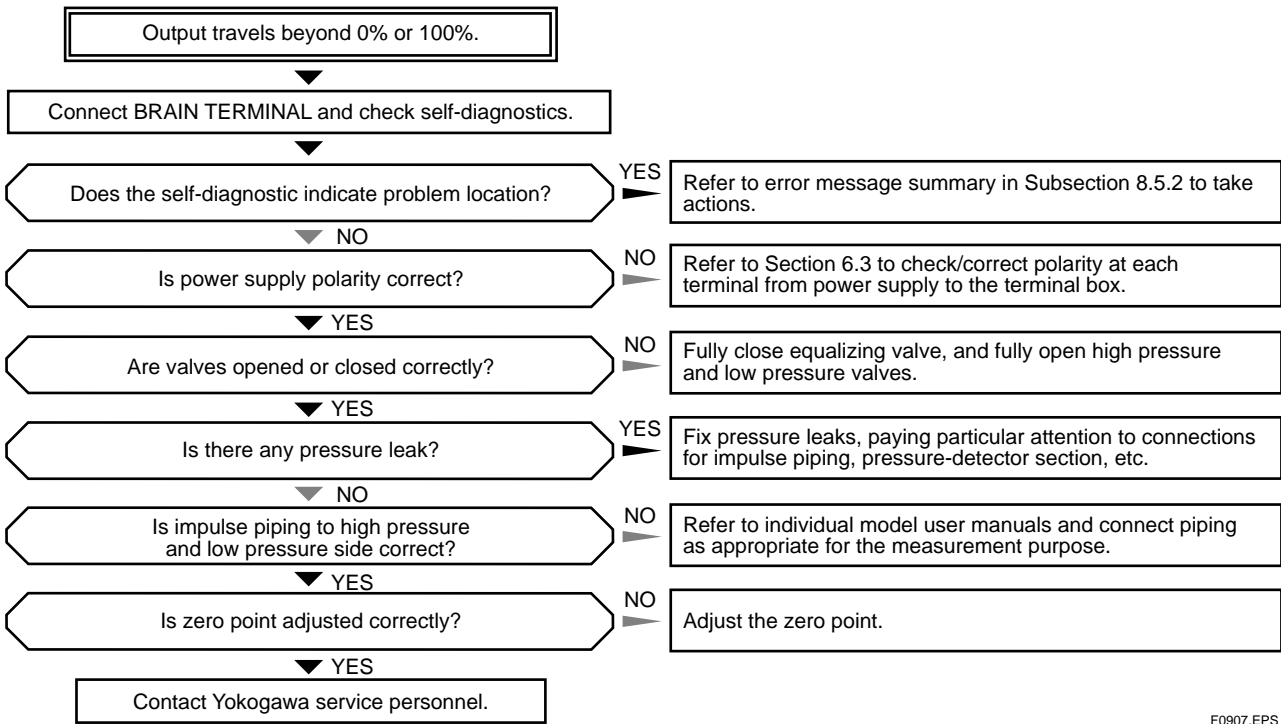 Output travels beyond 0% or 100%.
Connect BRAIN TERMINAL and check self-diagnostics.
Does the self-diagnostic indicate problem location?
YES
Refer to error message summary in Subsection 8.5.2 to take
actions.
NO
Is power supply polarity correct?
NO
Refer to Section 6.3 to check/correct polarity at each
terminal from power supply to the terminal box.
YES
Are valves opened or closed correctly?
NO
Fully close equalizing valve, and fully open high pressure
and low pressure valves.
YES
Is there any pressure leak?
YES
Fix pressure leaks, paying particular attention to connections
for impulse piping, pressure-detector section, etc.
NO
Is impulse piping to high pressure
and low pressure side correct?
NO
Refer to individual model user manuals and connect piping
as appropriate for the measurement purpose.
YES
Is zero point adjusted correctly?
NO
Adjust the zero point.
YES
Contact Yokogawa service personnel.
F0907.EPS